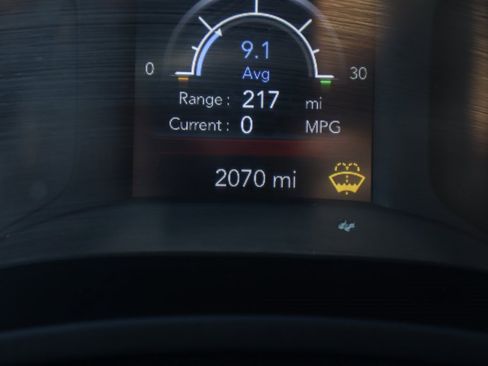 9.1
0 Avg 30
Range : 217 mi
Current : 0 MPG
2070 mi